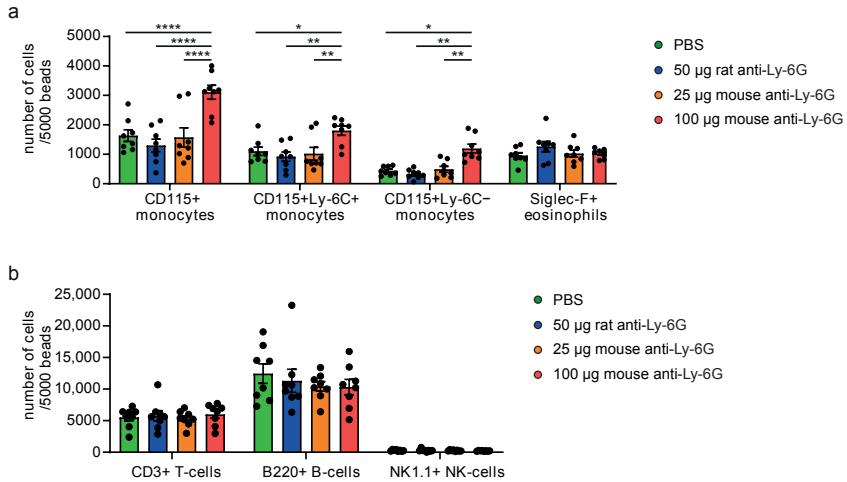 a
number of cells
/5000 beads
5000
4000
3000
2000
1000
0
**** * *
**** ** **
**** ** **
CD115+
monocytes
CD115+Ly-6C+
monocytes
CD115+Ly-6C−
monocytes
Siglec-F+
eosinophils
PBS
50 µg rat anti-Ly-6G
25 µg mouse anti-Ly-6G
100 µg mouse anti-Ly-6G
b
number of cells
/5000 beads
25,000
20,000
15,000
10,000
5000
0
CD3+ T-cells
B220+ B-cells
NK1.1+ NK-cells
PBS
50 µg rat anti-Ly-6G
25 µg mouse anti-Ly-6G
100 µg mouse anti-Ly-6G